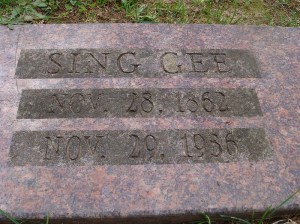 SING GEE
NOV. 28, 1862
NOV. 29, 1936